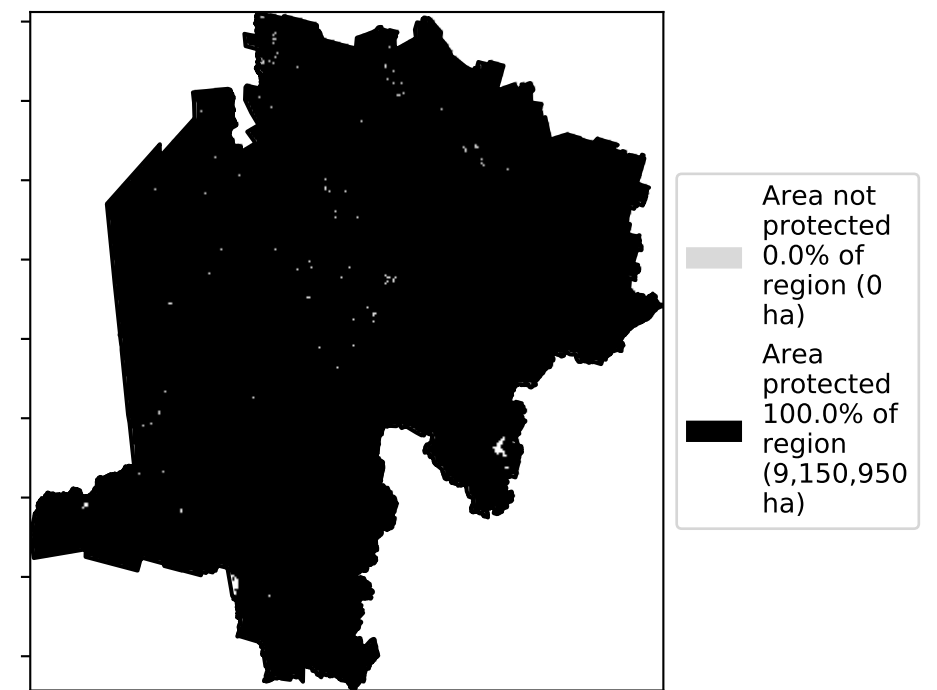 Area not
protected
0.0% of
region (0
ha)
Area
protected
100.0% of
region
(9,150,950
ha)